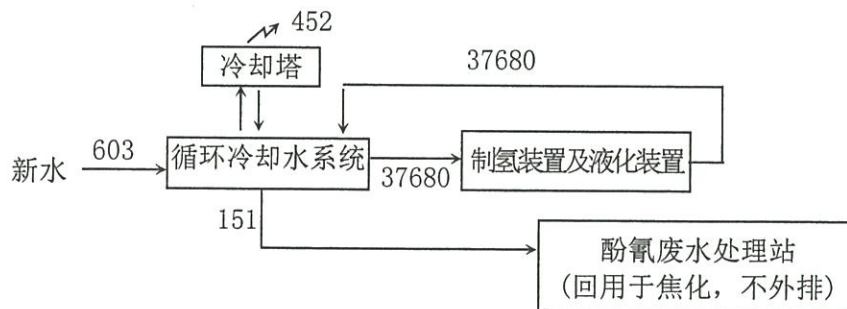 452
冷却塔
37680
新水
603
循环冷却水系统
37680
制氢装置及液化装置
151
酚氰废水处理站
(回用于焦化，不外排)